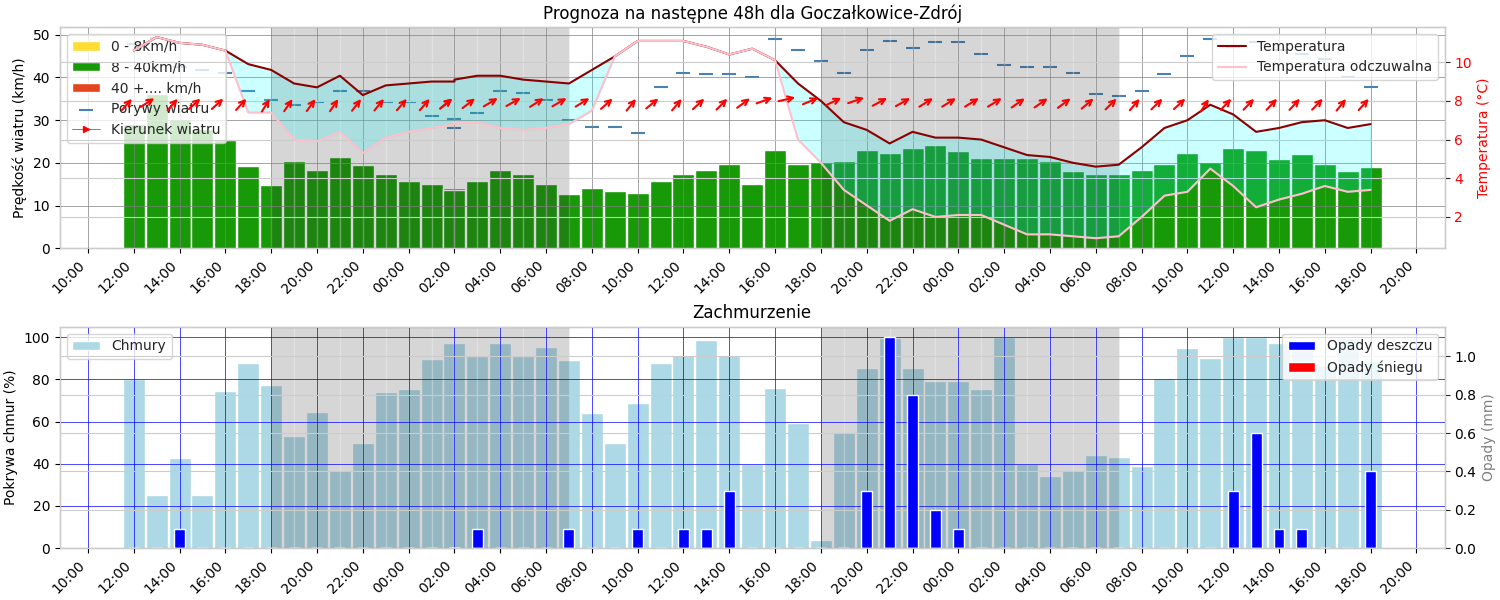 Prognoza na następne 48h dla Goczałkowice-Zdrój
Prędkość wiatru (km/h)
50
40
30
20
10
0
0 - 8km/h
8 - 40km/h
40 +.... km/h
Porywy wiatru
Kierunek wiatru
Temperatura
Temperatura odczuwalna
10
8
6
4
2
Temperatura (°C)
10:00 12:00 14:00 16:00 18:00 20:00 22:00 00:00 02:00 04:00 06:00 08:00 10:00 12:00 14:00 16:00 18:00 20:00 22:00 00:00 02:00 04:00 06:00 08:00 10:00 12:00 14:00 16:00 18:00 20:00
Zachmurzenie
Pokrywa chmur (%)
100
80
60
40
20
0
Chmury
Opady deszczu
Opady śniegu
1.0
0.8
0.6
0.4
0.2
0.0
Opady (mm)
10:00 12:00 14:00 16:00 18:00 20:00 22:00 00:00 02:00 04:00 06:00 08:00 10:00 12:00 14:00 16:00 18:00 20:00 22:00 00:00 02:00 04:00 06:00 08:00 10:00 12:00 14:00 16:00 18:00 20:00